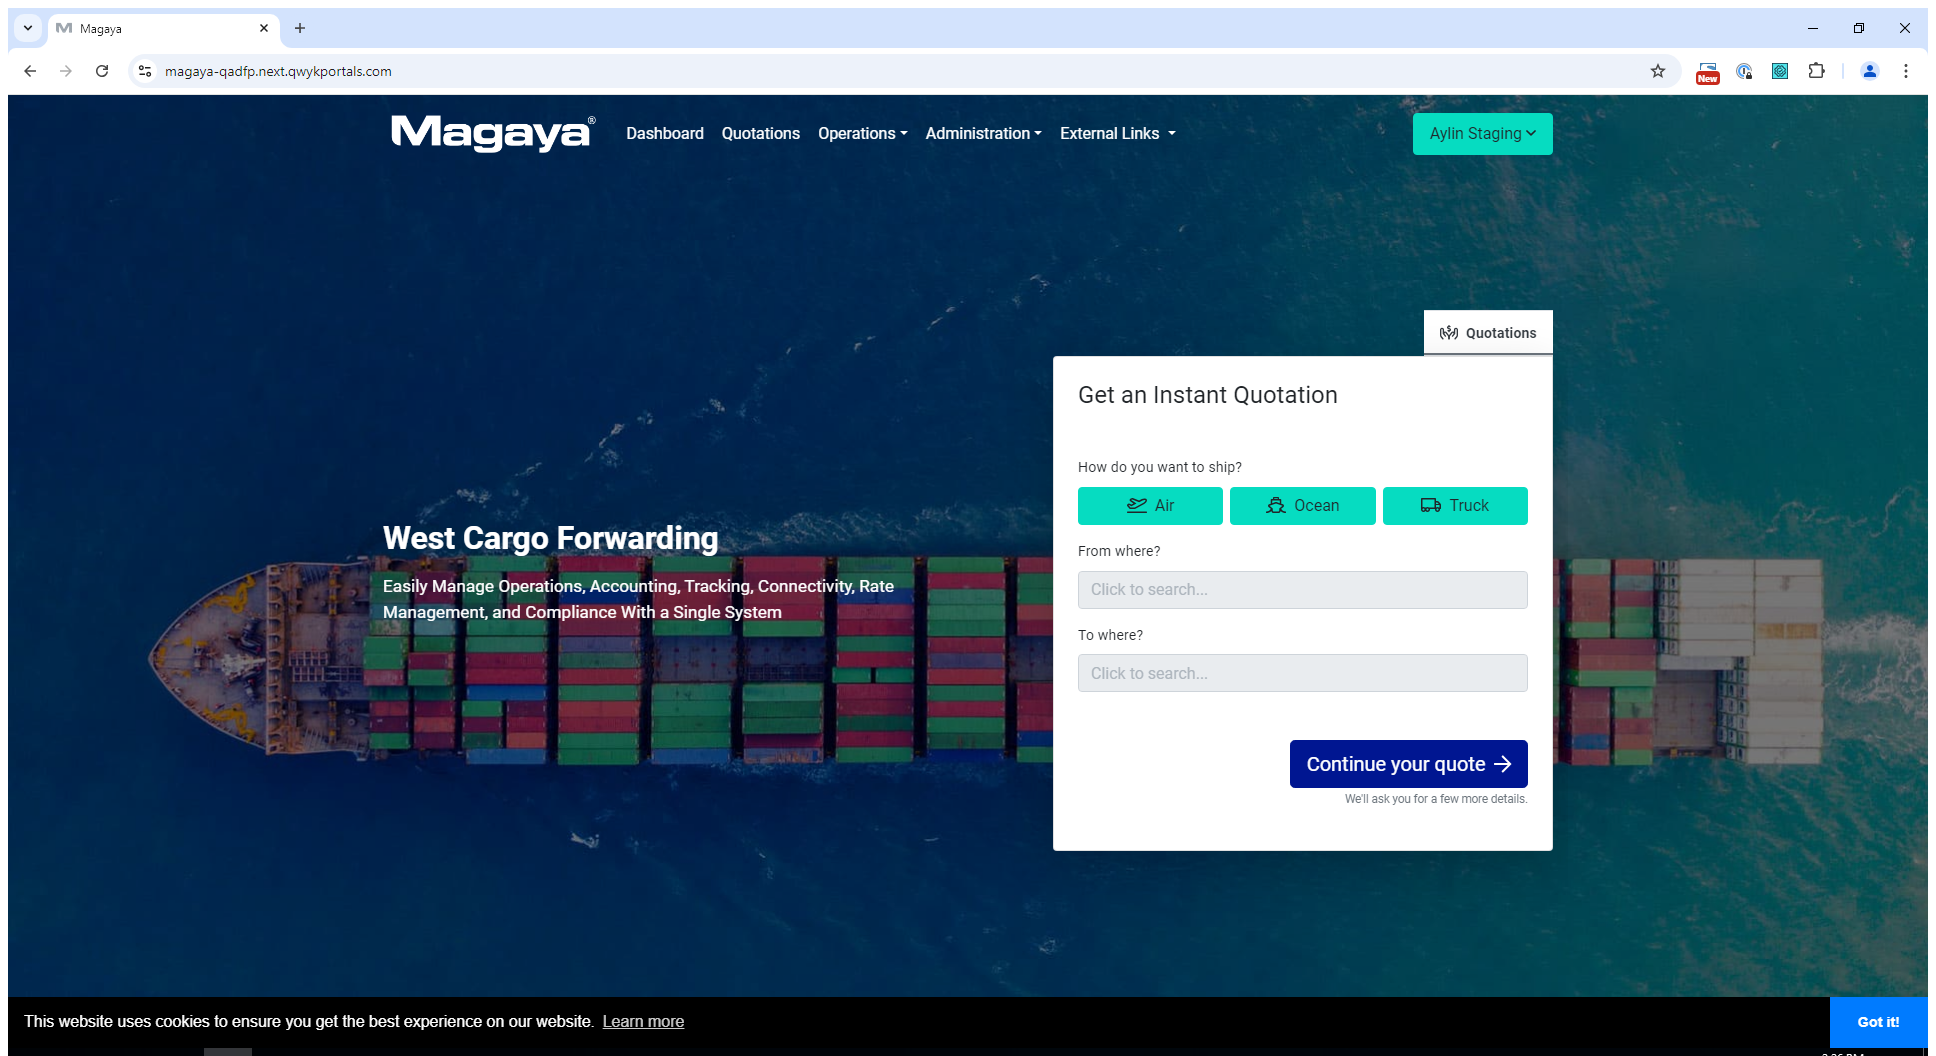 Magaya
magaya-qadfp.next.qwykportals.com
New
Magaya®
Dashboard Quotations Operations Administration External Links
Aylin Staging
Quotations
Get an Instant Quotation
How do you want to ship?
Air Ocean Truck
From where?
Click to search...
To where?
Click to search...
Continue your quote
We'll ask you for a few more details.
West Cargo Forwarding
Easily Manage Operations, Accounting, Tracking, Connectivity, Rate
Management, and Compliance With a Single System
This website uses cookies to ensure you get the best experience on our website. Learn more
Got it!